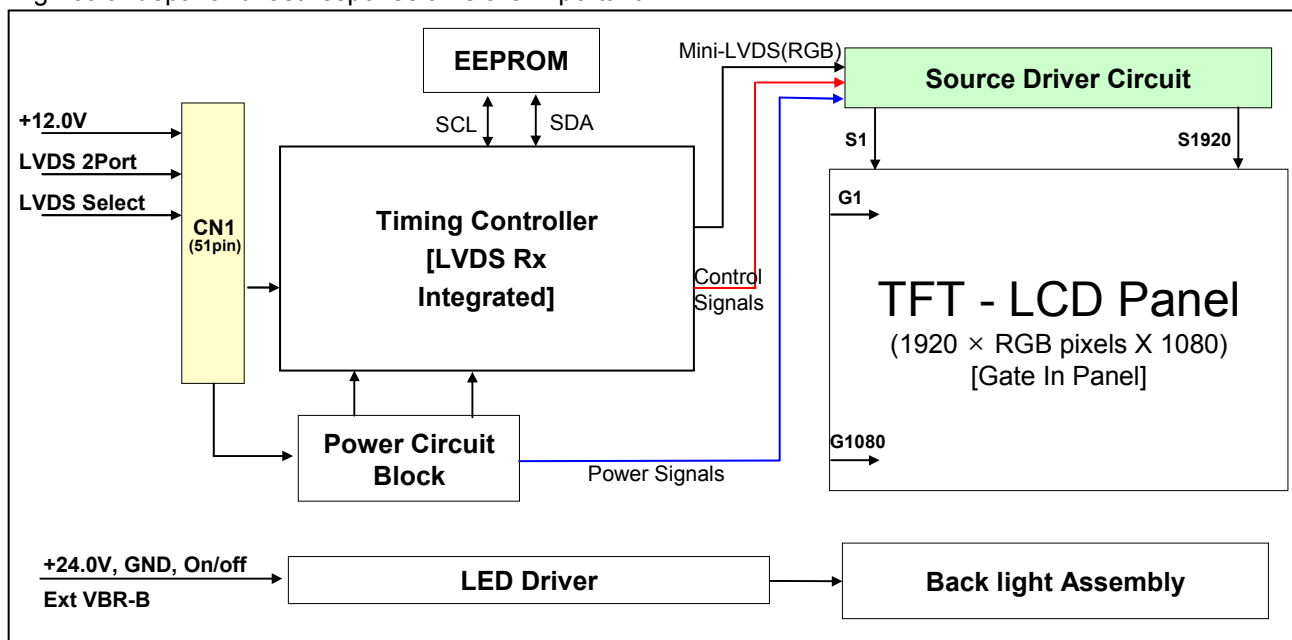 EEPROM
Mini-LVDS(RGB)
Source Driver Circuit
+12.0V
SCL
SDA
S1
S1920
LVDS 2Port
LVDS Select
CN1
(51pin)
Timing Controller
[LVDS Rx
Integrated]
G1
Control
Signals
TFT - LCD Panel
(1920 × RGB pixels X 1080)
[Gate In Panel]
G1080
Power Circuit
Block
Power Signals
+24.0V, GND, On/off
Ext VBR-B
LED Driver
Back light Assembly